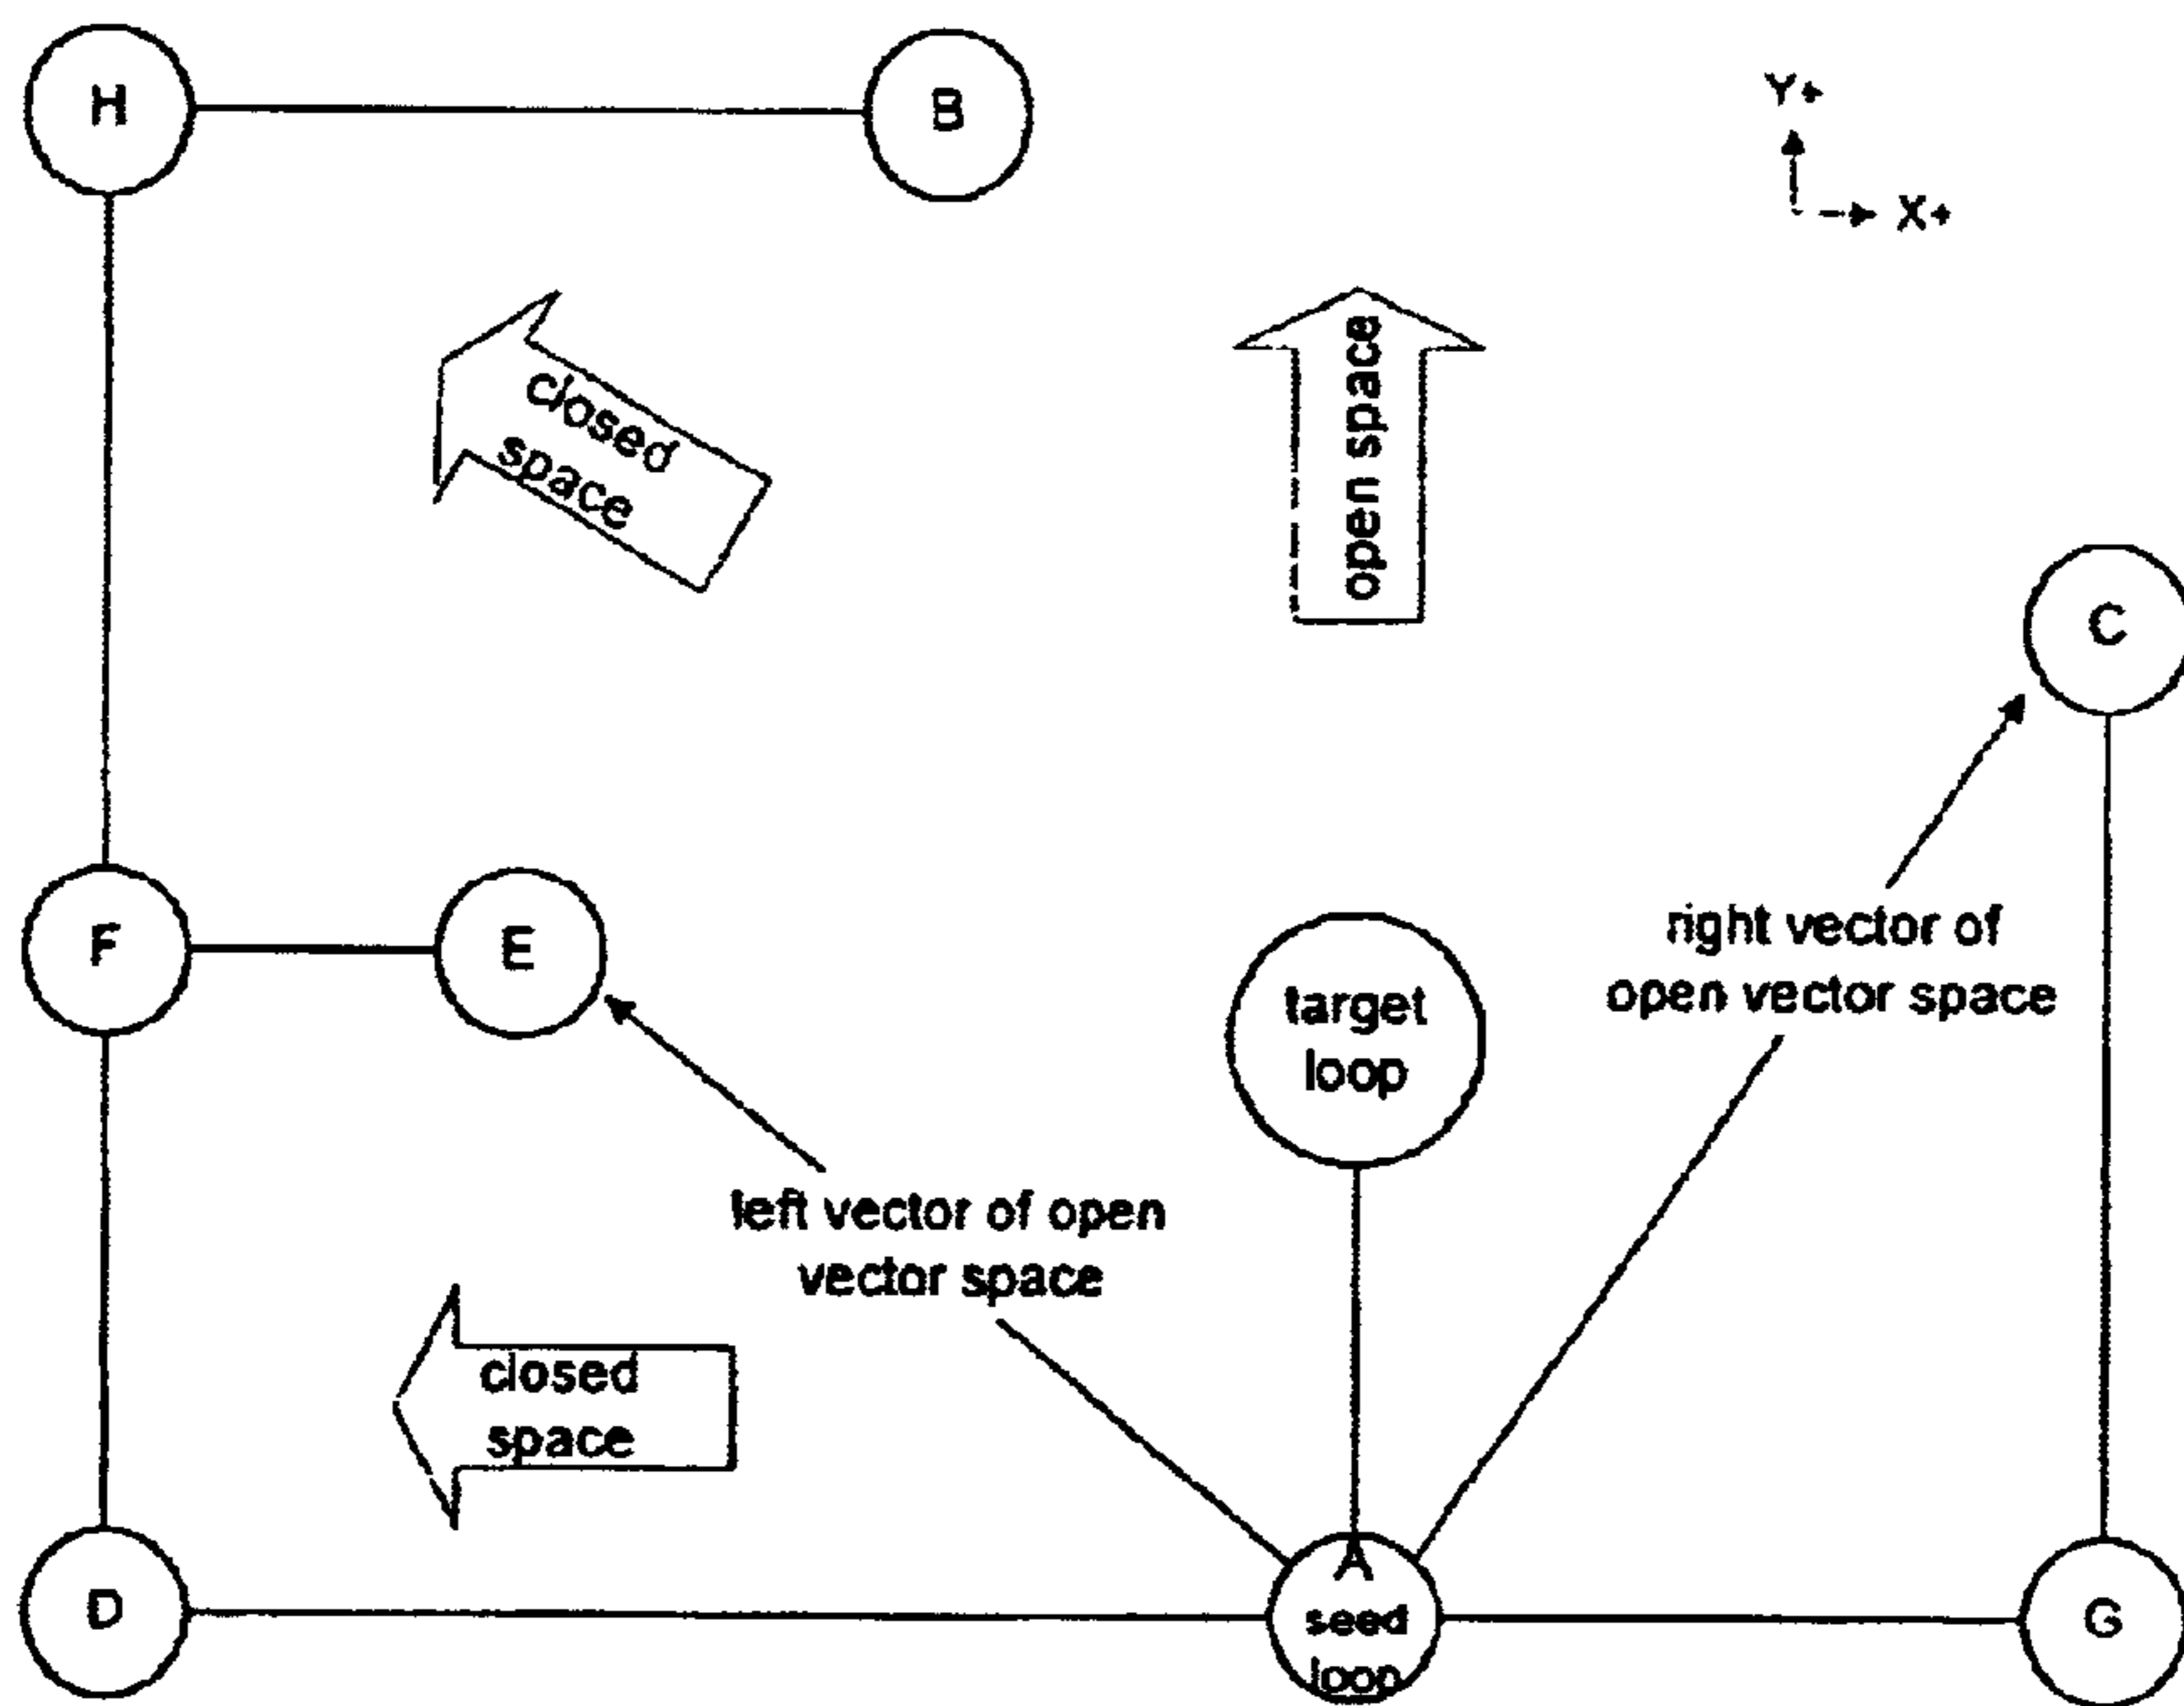 H
B
Y+
X+
closed
space
open space
C
F
E
target
loop
right vector of
open vector space
left vector of open
vector space
closed
space
D
A
seed
loop
G